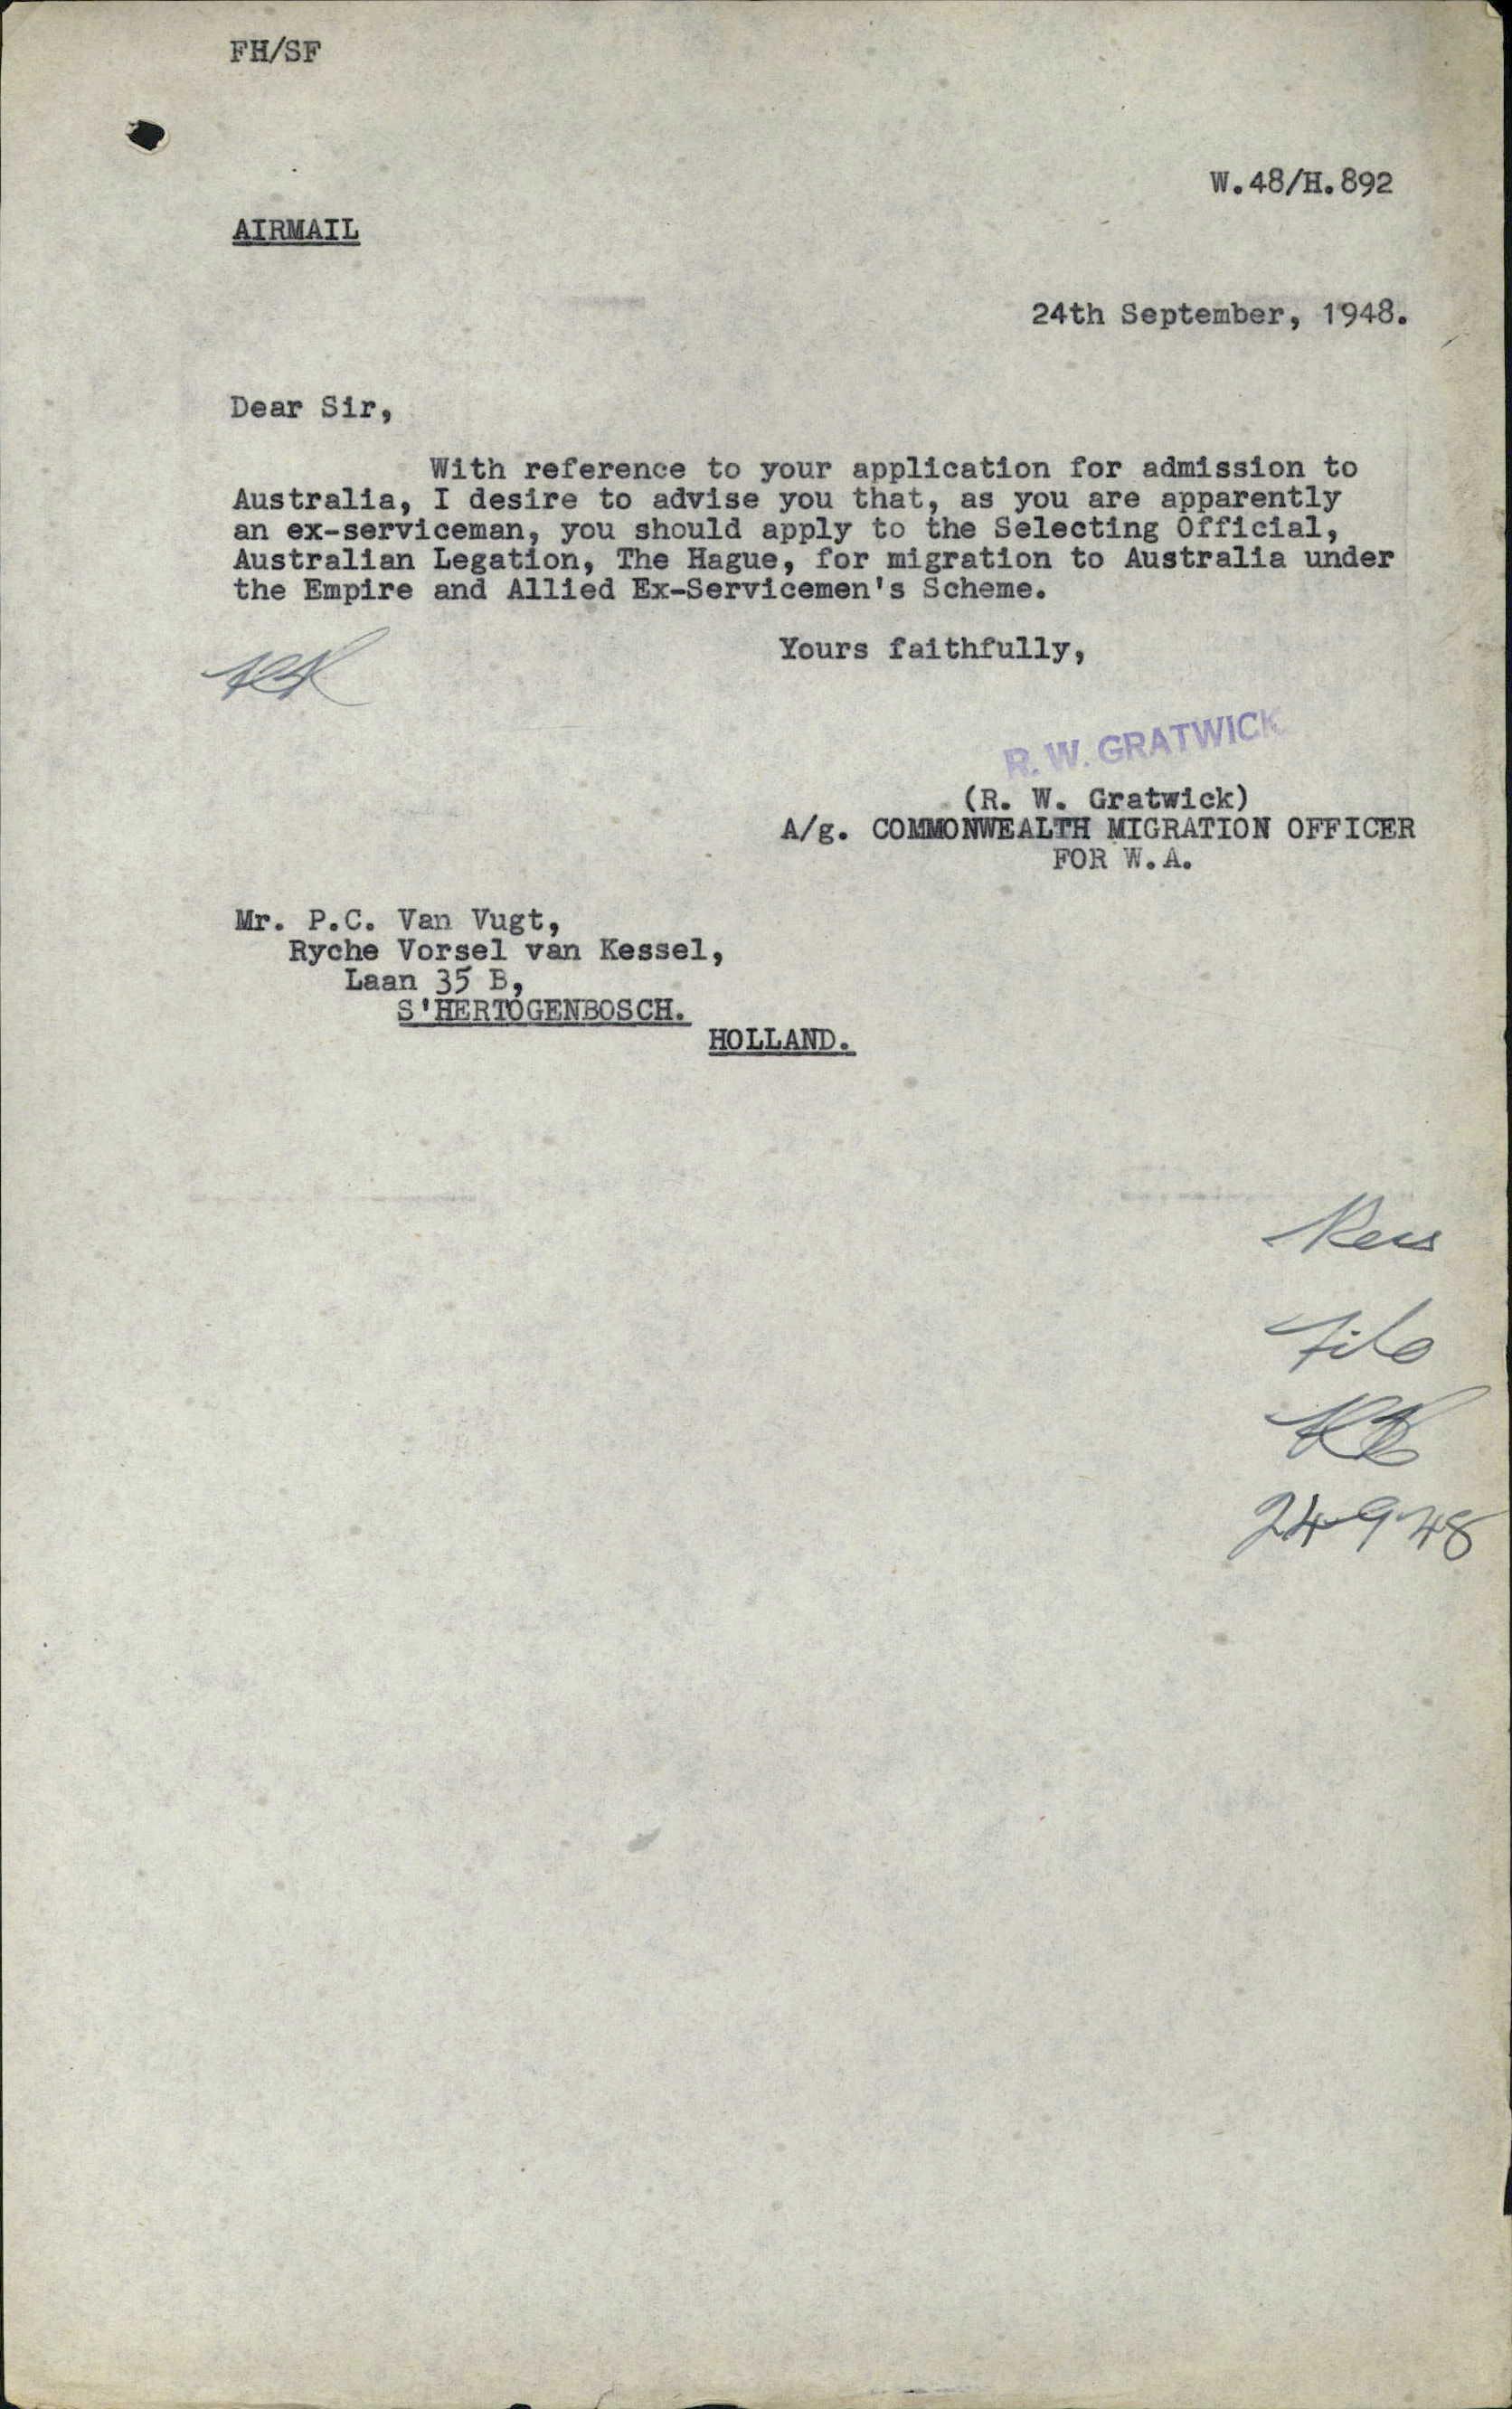 FH/SF
W.48/H.892
AIRMAIL
24th September, 1948.
Dear Sir,
With reference to your application for admission to
Australia, I desire to advise you that, as you are apparently
an ex-serviceman, you should apply to the Selecting Official,
Australian Legation, The Hague, for migration to Australia under
the Empire and Allied Ex-Servicemen's Scheme.
Yours faithfully,
R. W. GRATWICK
(R. W. Gratwick)
A/g. COMMONWEALTH MIGRATION OFFICER
FOR W.A.
Mr. P.C. Van Vugt,
Ryche Vorsel van Kessel,
Laan 35 B,
S'HERTOGENBOSCH.
HOLLAND.
File
24-9-48